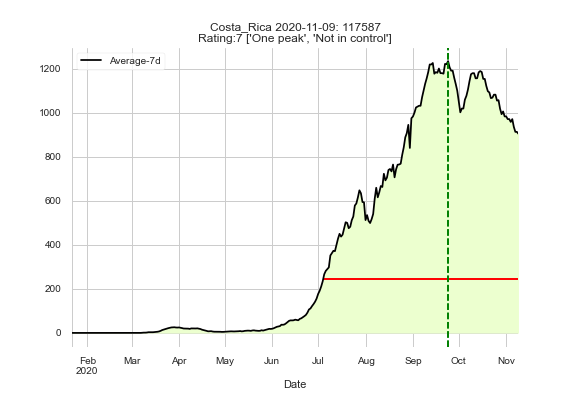 Costa_Rica 2020-11-09: 117587
Rating:7 ['One peak', 'Not in control']
Average-7d
1200
1000
800
600
400
200
0
Feb Mar Apr May Jun Jul Aug Sep Oct Nov
2020
Date